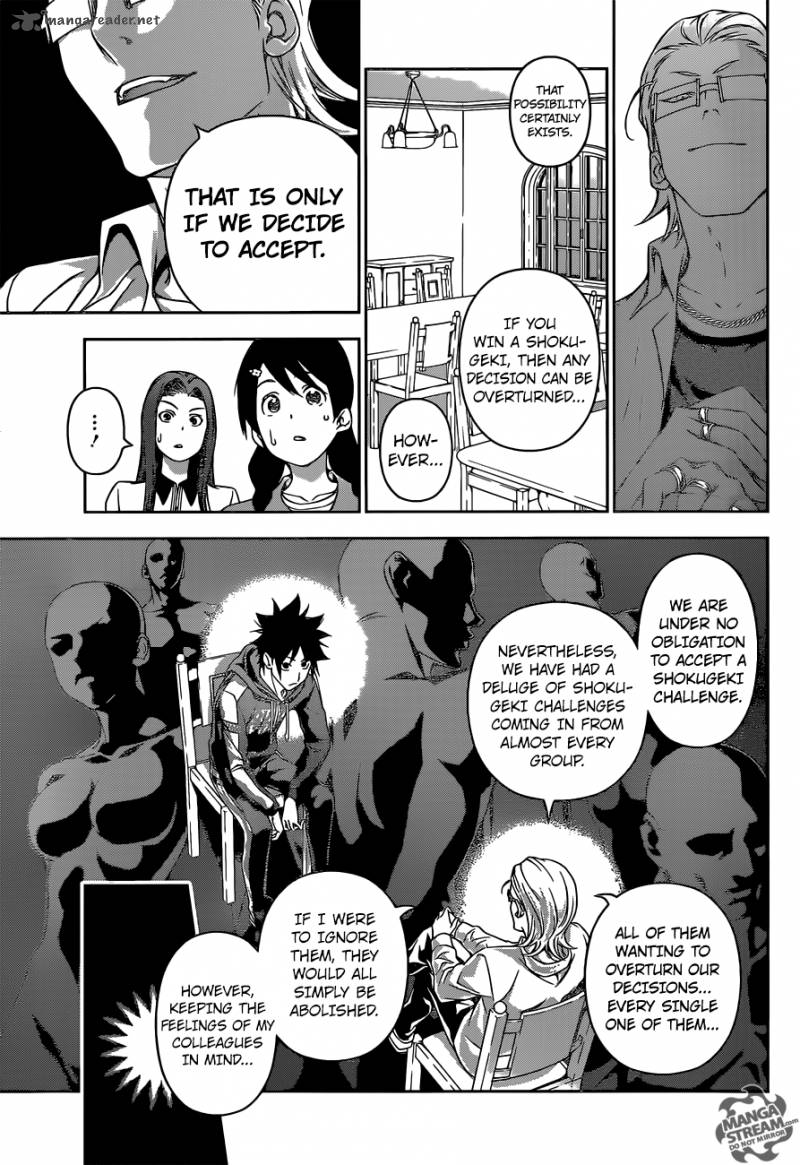 mangareader.net
THAT
POSSIBILITY
CERTAINLY
EXISTS.
IF YOU
WIN A SHOKU-
GEKI, THEN ANY
DECISION CAN BE
OVERTURNED...
HOW-
EVER...
THAT IS ONLY
IF WE DECIDE
TO ACCEPT.
...!
WE ARE
UNDER NO
OBLIGATION
TO ACCEPT A
SHOKUGEKI
CHALLENGE.
NEVERTHELESS,
WE HAVE HAD A
DELUGE OF SHOKU-
GEKI CHALLENGES
COMING IN FROM
ALMOST EVERY
GROUP.
ALL OF THEM
WANTING TO
OVERTURN OUR
DECISIONS...
EVERY SINGLE
ONE OF THEM...
IF I WERE
TO IGNORE
THEM, THEY
WOULD ALL
SIMPLY BE
ABOLISHED.
HOWEVER,
KEEPING THE
FEELINGS OF MY
COLLEAGUES
IN MIND...
MANGA
STREAM.com
DO NOT MIRROR!